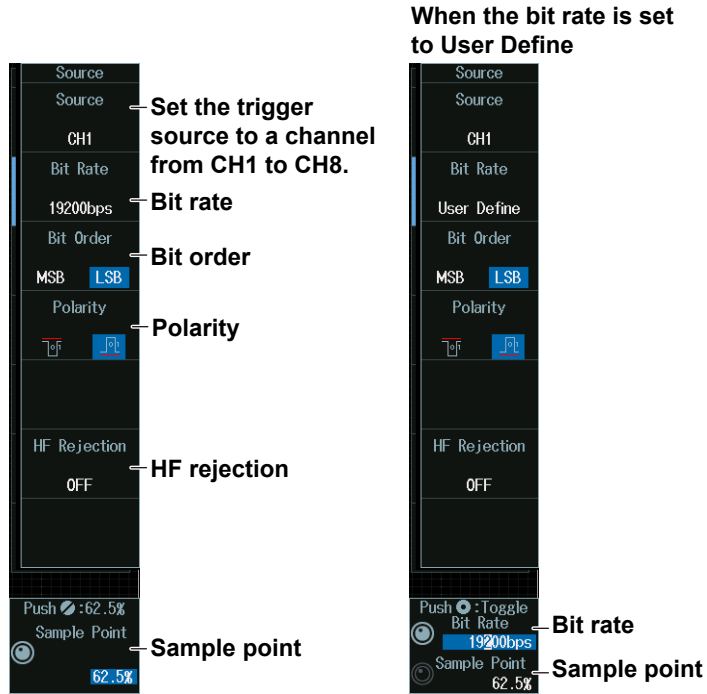 When the bit rate is set
to User Define
Source
Source
CH1
Bit Rate
19200bps
Bit Order
MSB LSB
Polarity
HF Rejection
OFF
Push :62.5%
Sample Point
62.5%
Set the trigger
source to a channel
from CH1 to CH8.
Bit rate
Bit order
Polarity
HF rejection
Sample point
Source
Source
CH1
Bit Rate
User Define
Bit Order
MSB LSB
Polarity
HF Rejection
OFF
Push :Toggle
Bit Rate
19200bps
Sample Point
62.5%
Bit rate
Sample point